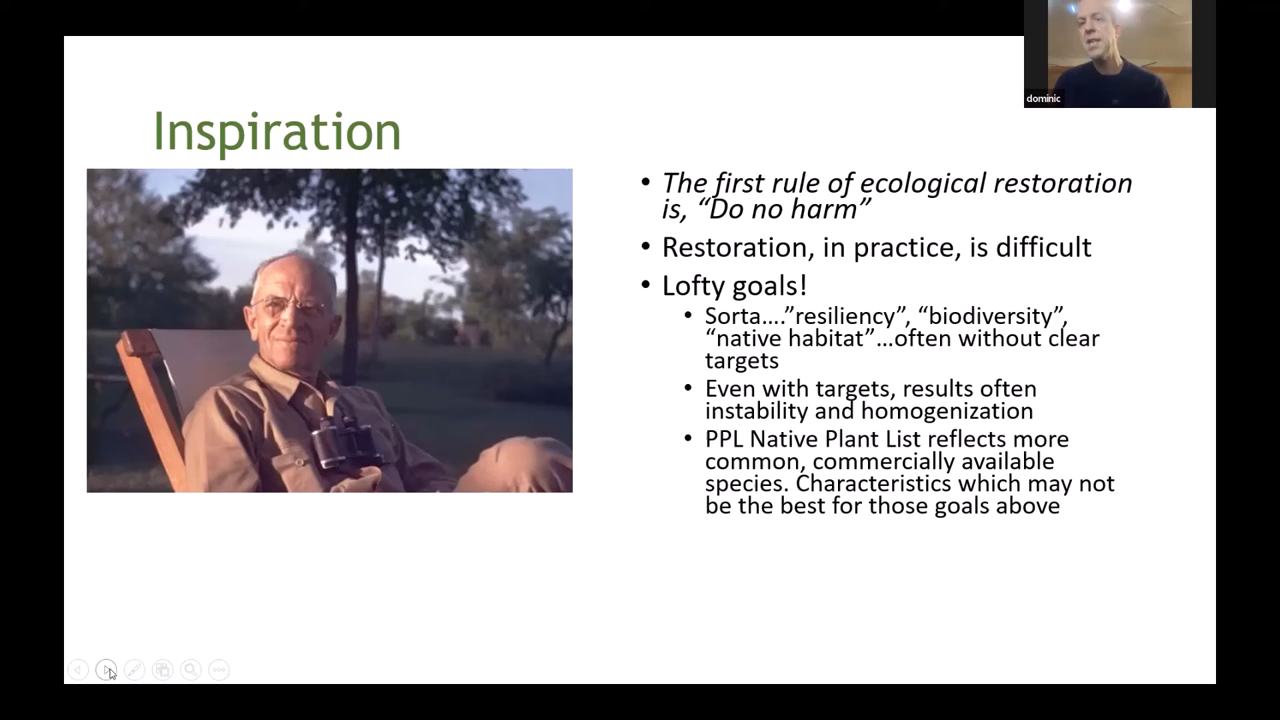 dominic
Inspiration
• The first rule of ecological restoration
is, “Do no harm”
• Restoration, in practice, is difficult
• Lofty goals!
• Sorta….”resiliency”, “biodiversity”,
“native habitat”…often without clear
targets
• Even with targets, results often
instability and homogenization
• PPL Native Plant List reflects more
common, commercially available
species. Characteristics which may not
be the best for those goals above